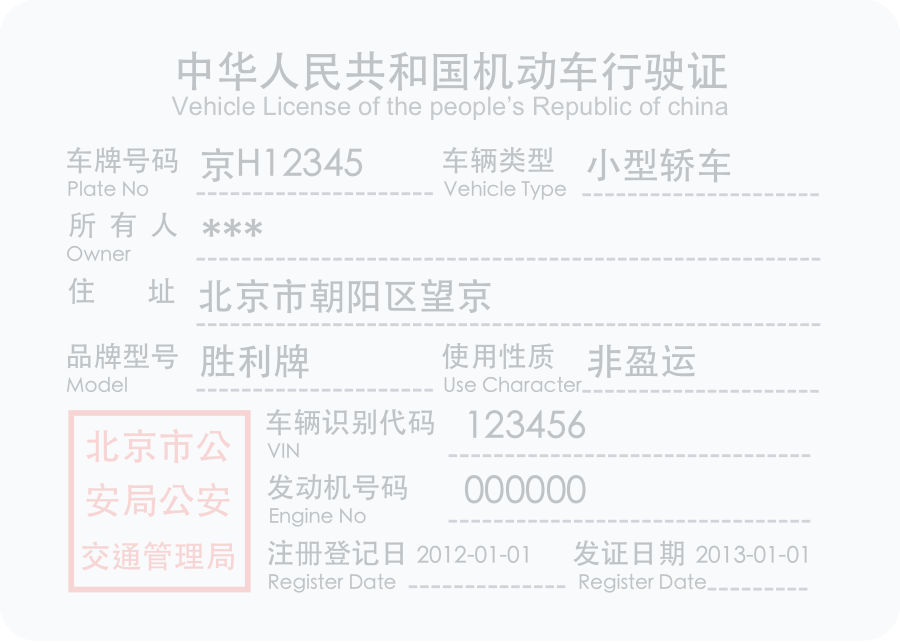 中华人民共和国机动车行驶证
Vehicle License of the people's Republic of china
车牌号码 京H12345 车辆类型 小型轿车
Plate No Vehicle Type
所有人 ***
Owner
住址 北京市朝阳区望京
品牌型号 胜利牌 使用性质 非盈运
Model Use Character
车辆识别代码 123456
VIN
发动机号码 000000
Engine No
注册登记日 2012-01-01 发证日期 2013-01-01
Register Date Register Date
北京市公
安局公安
交通管理局